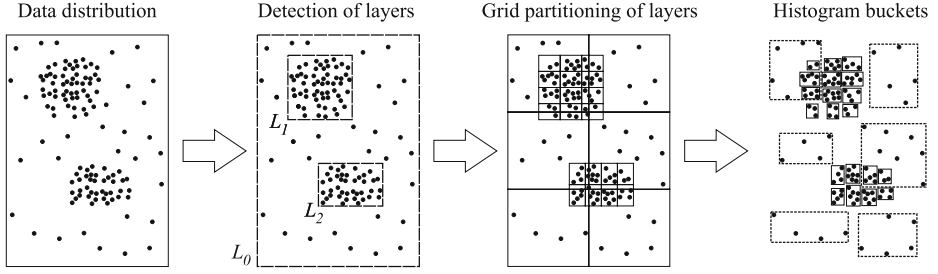 Data distribution
Detection of layers
Grid partitioning of layers
Histogram buckets
L1
L2
L0